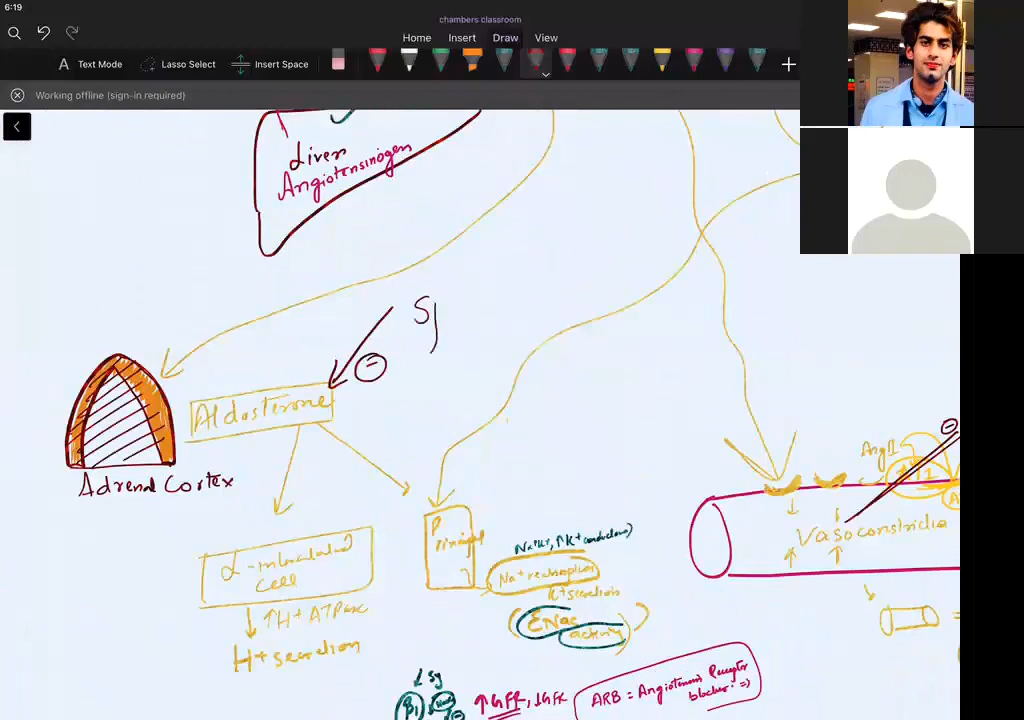 6:19
chambers classroom
Home Insert Draw View
Text Mode Lasso Select Insert Space
Working offline (sign-in required)
Liver
Angiotensinogen
Aldosterone
Adrenal Cortex
Ang II
Vasoconstriction
α-intercalated
cell
↑H+ ATPase
H+ secretion
Principal
Na+ reabsorption
K+ secretion
(ENac
activity)
β1
↑GFR, ↓GFR
ARB = Angiotensin Receptor
blocker =>